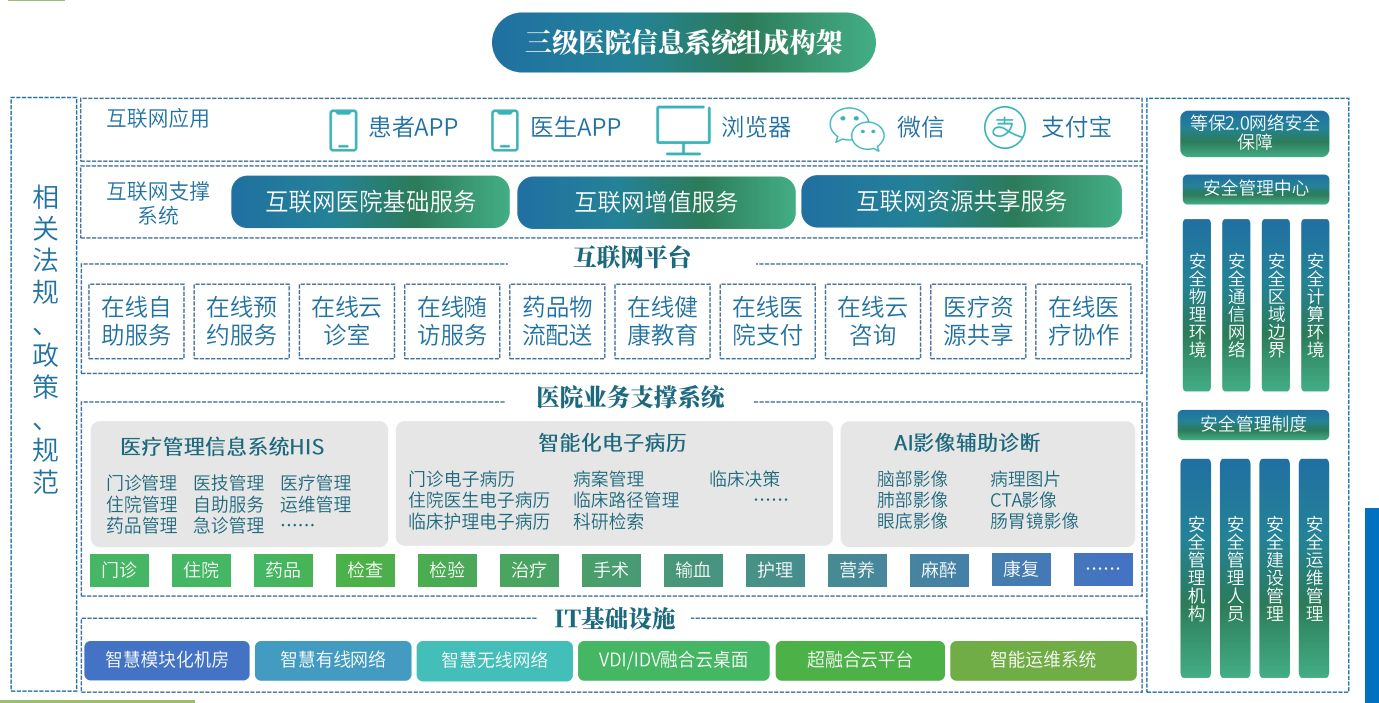 三级医院信息系统组成构架
相关法规、政策、规范
互联网应用
患者APP
医生APP
浏览器
微信
支
支付宝
互联网支撑
系统
互联网医院基础服务
互联网增值服务
互联网资源共享服务
互联网平台
在线自
助服务
在线预
约服务
在线云
诊室
在线随
访服务
药品物
流配送
在线健
康教育
在线医
院支付
在线云
咨询
医疗资
源共享
在线医
疗协作
医院业务支撑系统
医疗管理信息系统HIS
门诊管理 医技管理 医疗管理
住院管理 自助服务 运维管理
药品管理 急诊管理 ……
智能化电子病历
门诊电子病历 病案管理 临床决策
住院医生电子病历 临床路径管理 ……
临床护理电子病历 科研检索
AI影像辅助诊断
脑部影像 病理图片
肺部影像 CTA影像
眼底影像 肠胃镜影像
门诊
住院
药品
检查
检验
治疗
手术
输血
护理
营养
麻醉
康复
……
IT基础设施
智慧模块化机房
智慧有线网络
智慧无线网络
VDI/IDV融合云桌面
超融合云平台
智能运维系统
等保2.0网络安全
保障
安全管理中心
安全物理环境
安全通信网络
安全区域边界
安全计算环境
安全管理制度
安全管理机构
安全管理人员
安全建设管理
安全运维管理